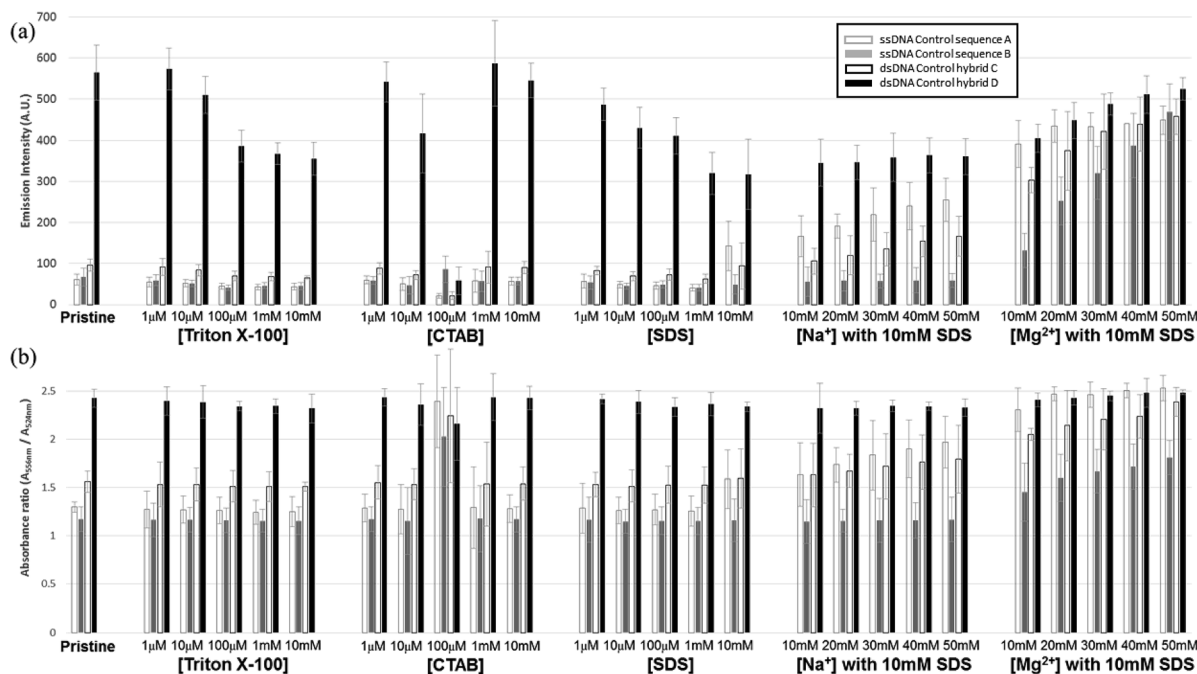 (a)
700
600
500
400
300
200
100
0
Emission Intensity (A.U.)
ssDNA Control sequence A
ssDNA Control sequence B
dsDNA Control hybrid C
dsDNA Control hybrid D
Pristine 1μM 10μM 100μM 1mM 10mM 1μM 10μM 100μM 1mM 10mM 1μM 10μM 100μM 1mM 10mM 10mM 20mM 30mM 40mM 50mM 10mM 20mM 30mM 40mM 50mM
[Triton X-100] [CTAB] [SDS] [Na⁺] with 10mM SDS [Mg²⁺] with 10mM SDS
(b)
2.5
2
1.5
1
0.5
0
Absorbance ratio (A556nm / A524nm)
Pristine 1μM 10μM 100μM 1mM 10mM 1μM 10μM 100μM 1mM 10mM 1μM 10μM 100μM 1mM 10mM 10mM 20mM 30mM 40mM 50mM 10mM 20mM 30mM 40mM 50mM
[Triton X-100] [CTAB] [SDS] [Na⁺] with 10mM SDS [Mg²⁺] with 10mM SDS